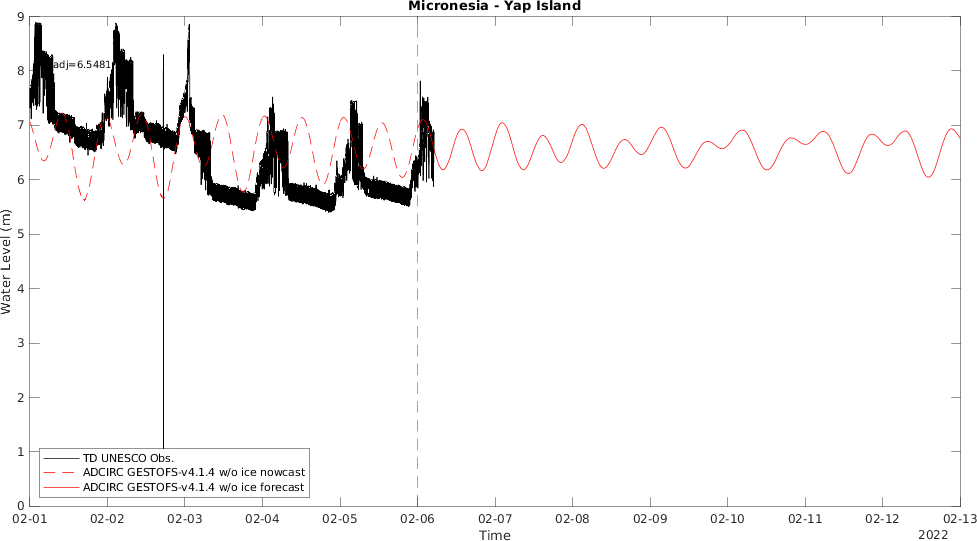 Micronesia - Yap Island
9
8
7
6
5
4
3
2
1
0
Water Level (m)
adj=6.5481
TD UNESCO Obs.
ADCIRC GESTOFS-v4.1.4 w/o ice nowcast
ADCIRC GESTOFS-v4.1.4 w/o ice forecast
02-01 02-02 02-03 02-04 02-05 02-06 02-07 02-08 02-09 02-10 02-11 02-12 02-13
Time
2022